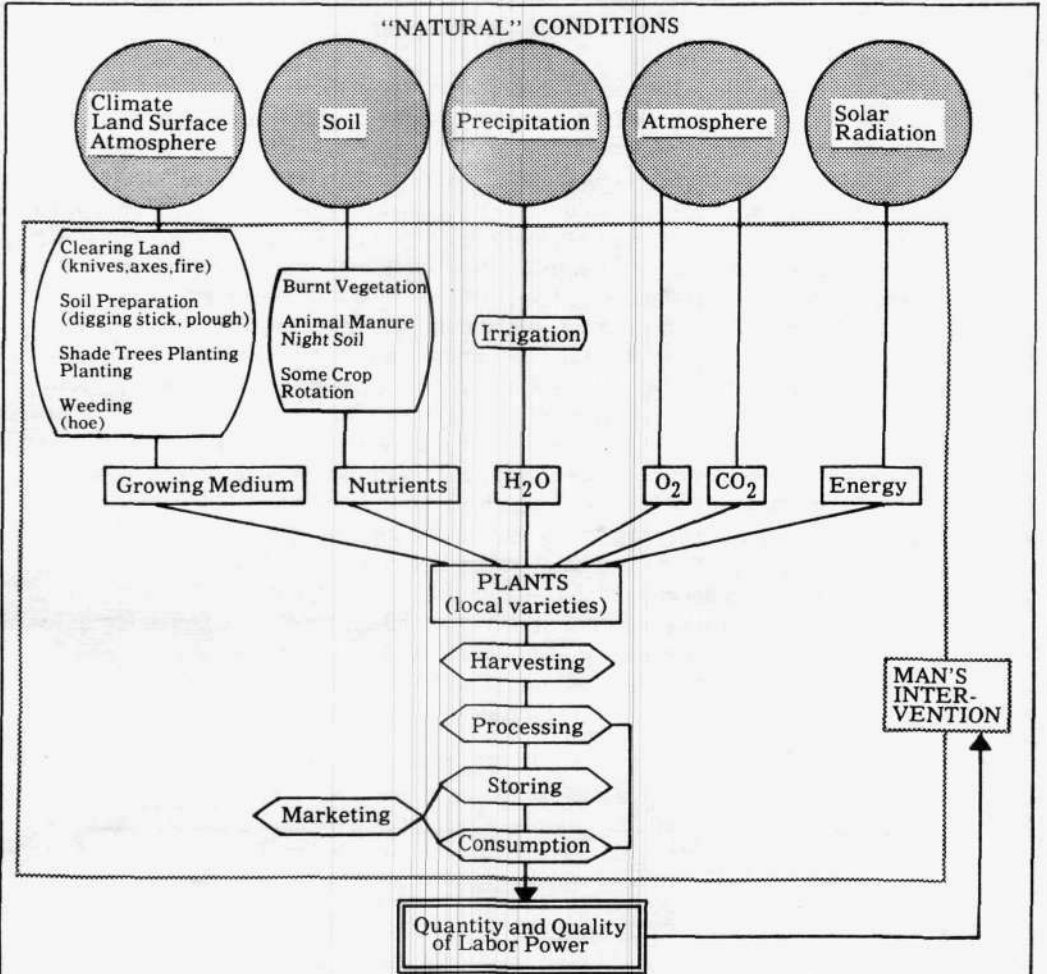 “NATURAL” CONDITIONS
Climate
Land Surface
Atmosphere
Soil
Precipitation
Atmosphere
Solar
Radiation
Clearing Land
(knives,axes,fire)
Soil Preparation
(digging stick, plough)
Shade Trees Planting
Planting
Weeding
(hoe)
Burnt Vegetation
Animal Manure
Night Soil
Some Crop
Rotation
Irrigation
Growing Medium
Nutrients
H₂O
O₂
CO₂
Energy
PLANTS
(local varieties)
Harvesting
Processing
Storing
Marketing
Consumption
MAN'S
INTER-
VENTION
Quantity and Quality
of Labor Power